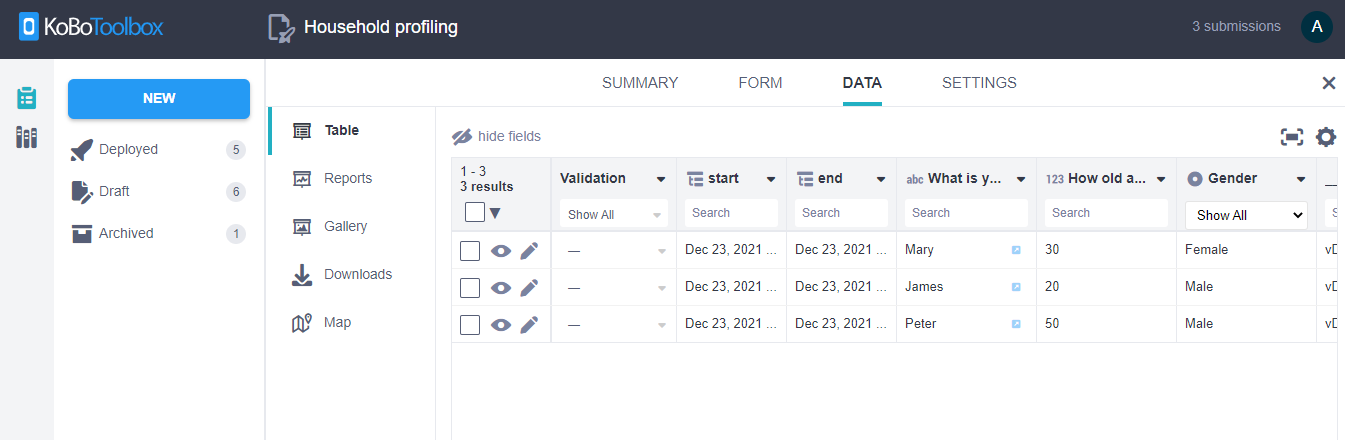 KoBoToolbox
Household profiling
3 submissions
A
NEW
Deployed 5
Draft 6
Archived 1
SUMMARY FORM DATA SETTINGS
Table
Reports
Gallery
Downloads
Map
hide fields
1 - 3
3 results
Validation start end abc What is y... 123 How old a... Gender
Show All Search Search Search Search Show All
— Dec 23, 2021 ... Dec 23, 2021 ... Mary 30 Female
— Dec 23, 2021 ... Dec 23, 2021 ... James 20 Male
— Dec 23, 2021 ... Dec 23, 2021 ... Peter 50 Male